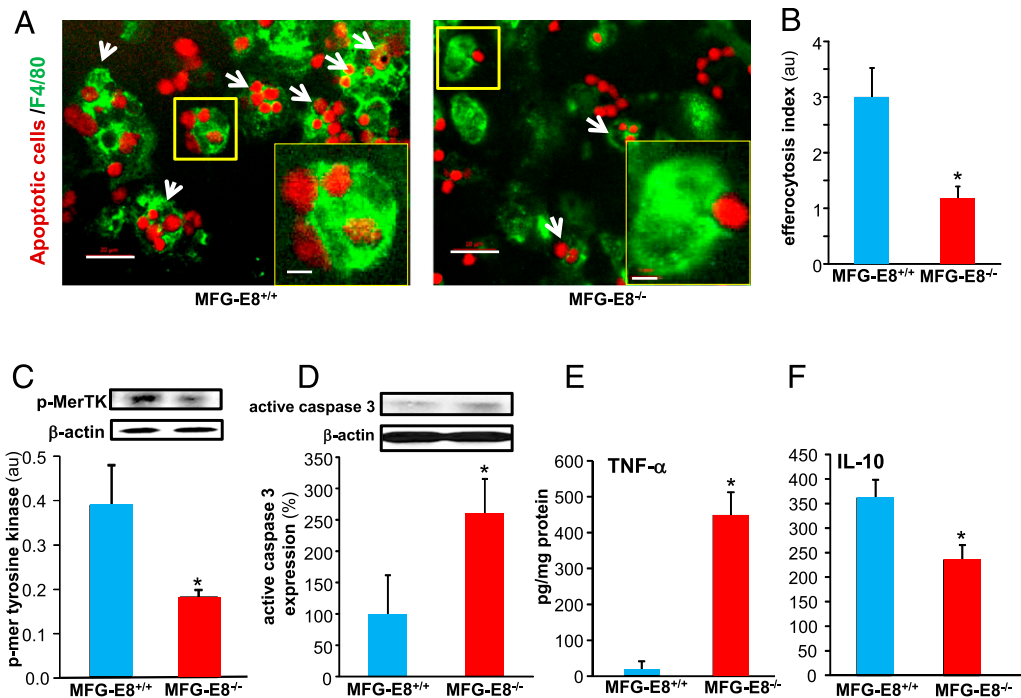 A
Apoptotic cells /F4/80
20 µm
MFG-E8+/+
20 µm
MFG-E8-/-
B
efferocytosis index (au)
4
3
2
1
0
*
MFG-E8+/+
MFG-E8-/-
C
p-MerTK
β-actin
p-mer tyrosine kinase (au)
0.5
0.4
0.3
0.2
0.1
0.0
*
MFG-E8+/+
MFG-E8-/-
D
active caspase 3
β-actin
active caspase 3
expression (%)
350
300
250
200
150
100
50
0
*
MFG-E8+/+
MFG-E8-/-
E
TNF-α
pg/mg protein
600
500
400
300
200
100
0
*
MFG-E8+/+
MFG-E8-/-
F
IL-10
450
400
350
300
250
200
150
100
50
0
*
MFG-E8+/+
MFG-E8-/-